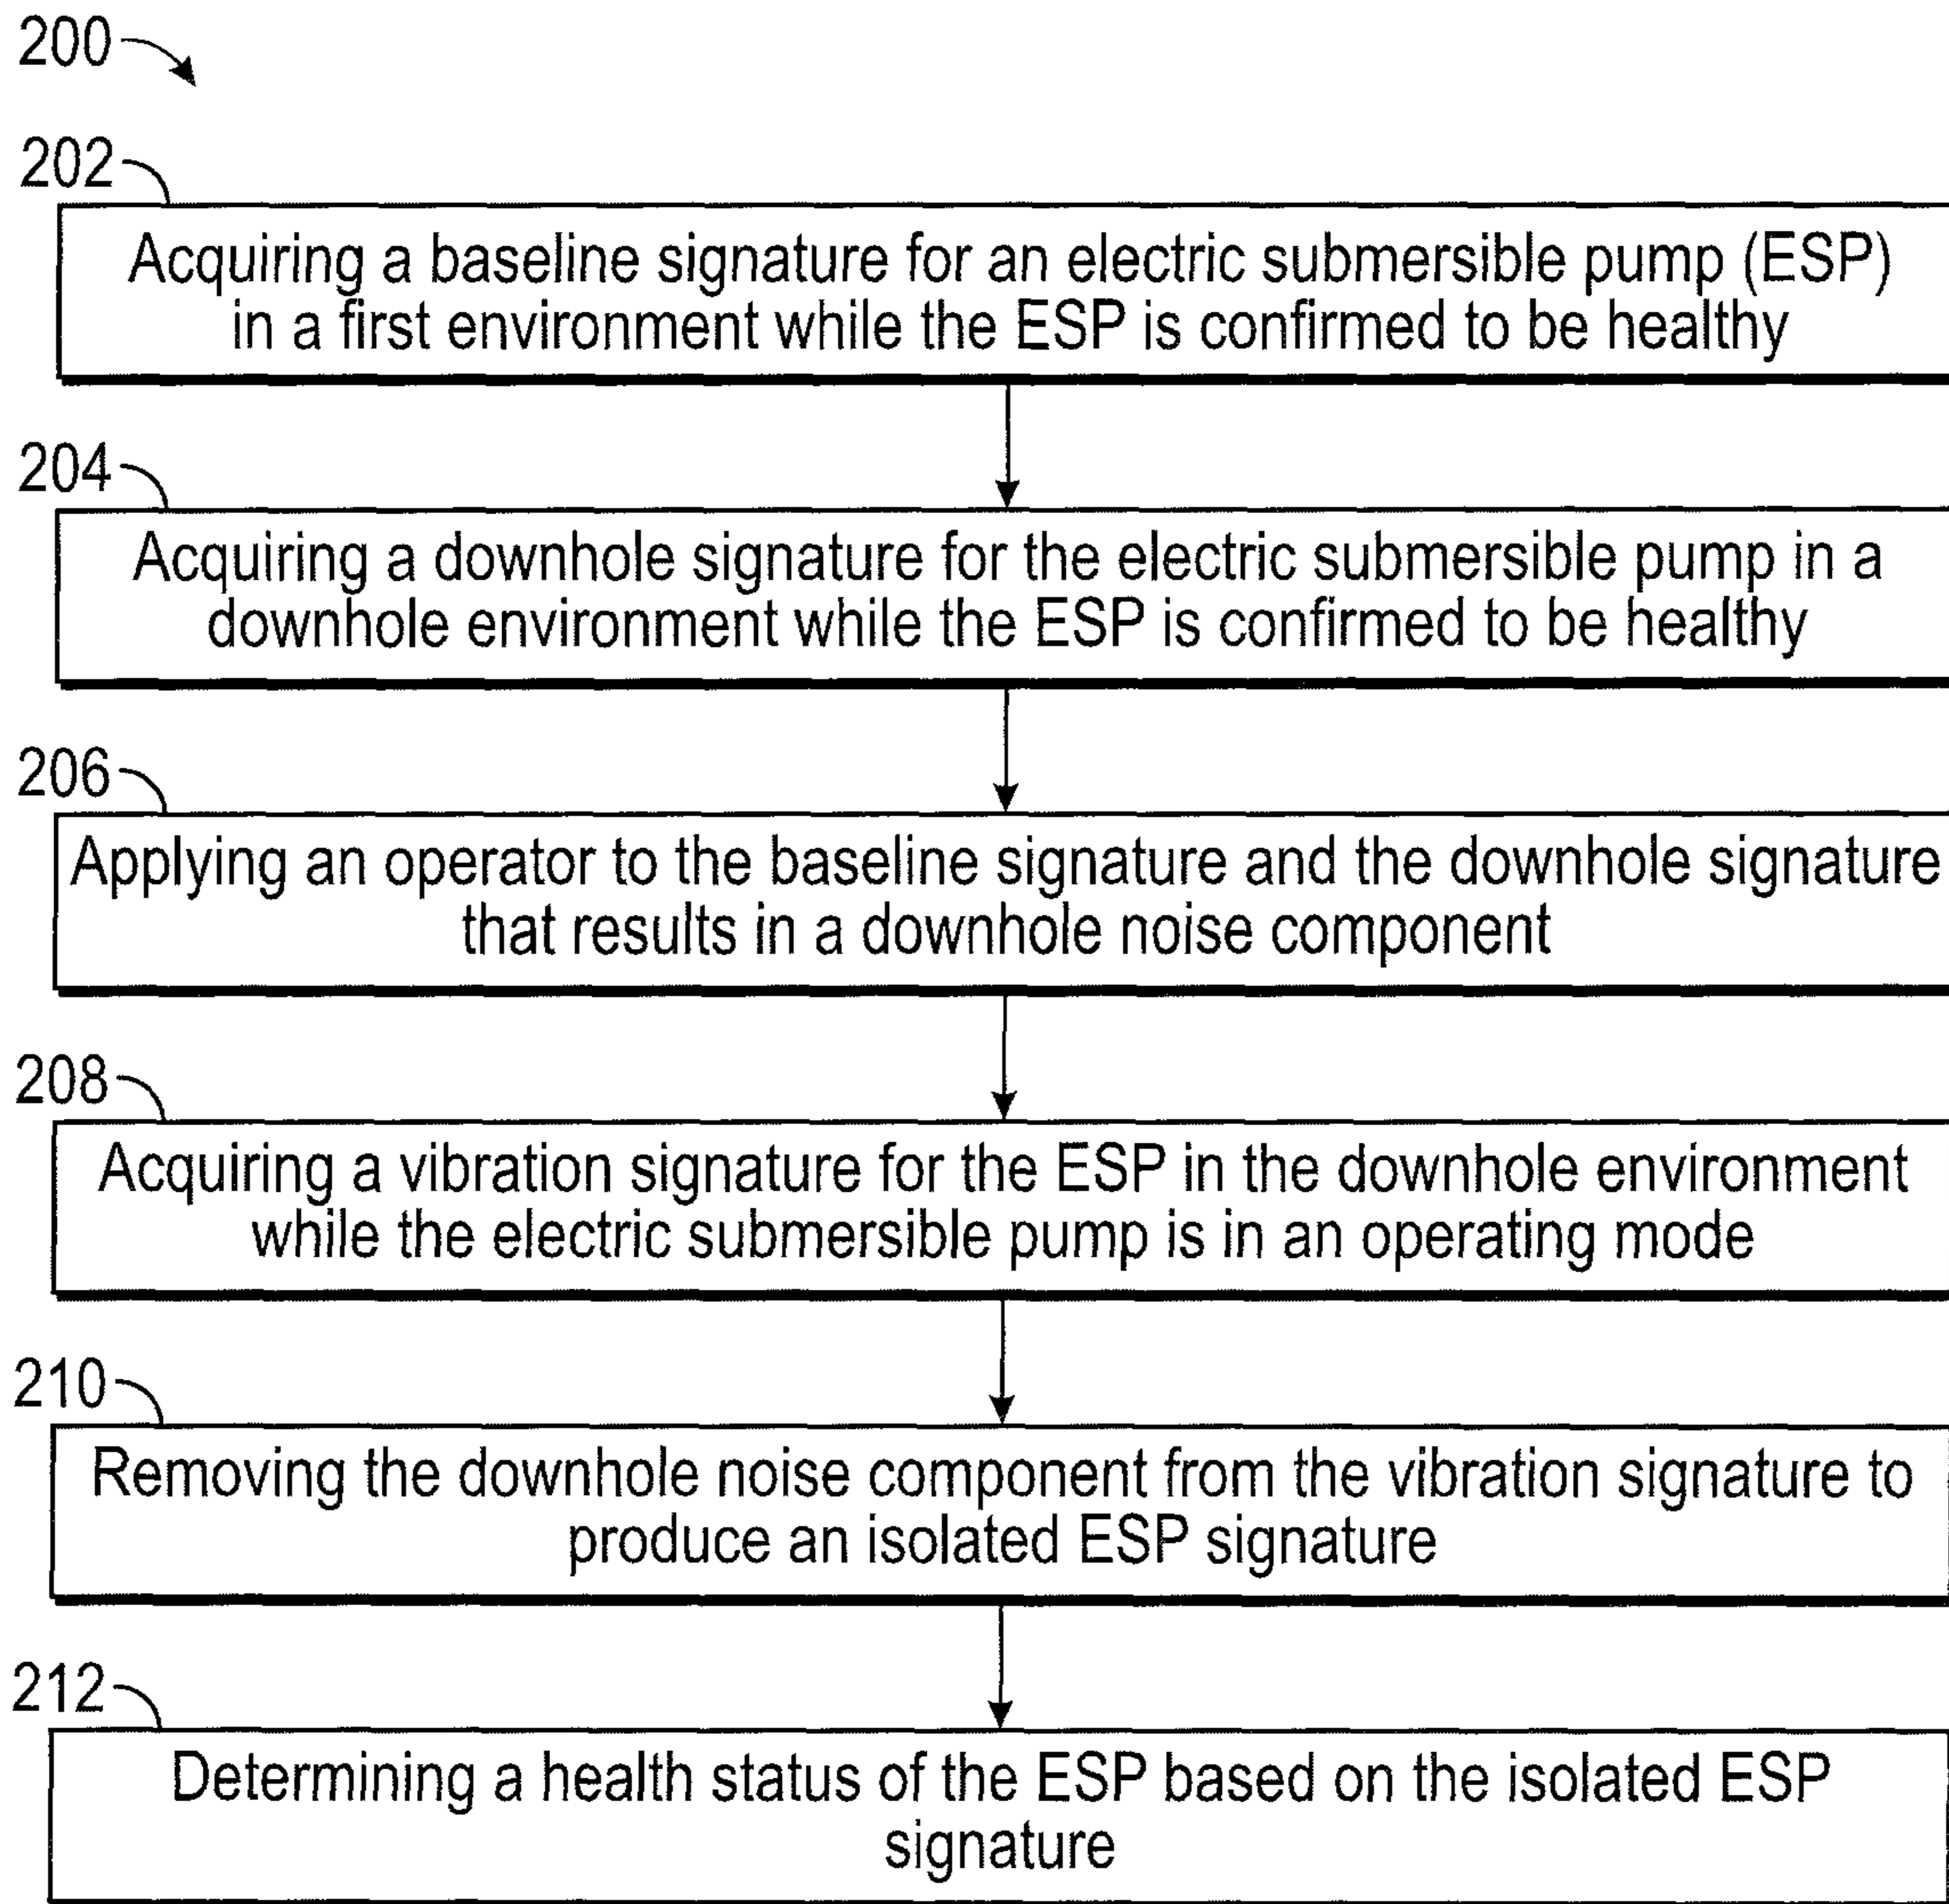 200
202
Acquiring a baseline signature for an electric submersible pump (ESP)
in a first environment while the ESP is confirmed to be healthy
204
Acquiring a downhole signature for the electric submersible pump in a
downhole environment while the ESP is confirmed to be healthy
206
Applying an operator to the baseline signature and the downhole signature
that results in a downhole noise component
208
Acquiring a vibration signature for the ESP in the downhole environment
while the electric submersible pump is in an operating mode
210
Removing the downhole noise component from the vibration signature to
produce an isolated ESP signature
212
Determining a health status of the ESP based on the isolated ESP
signature